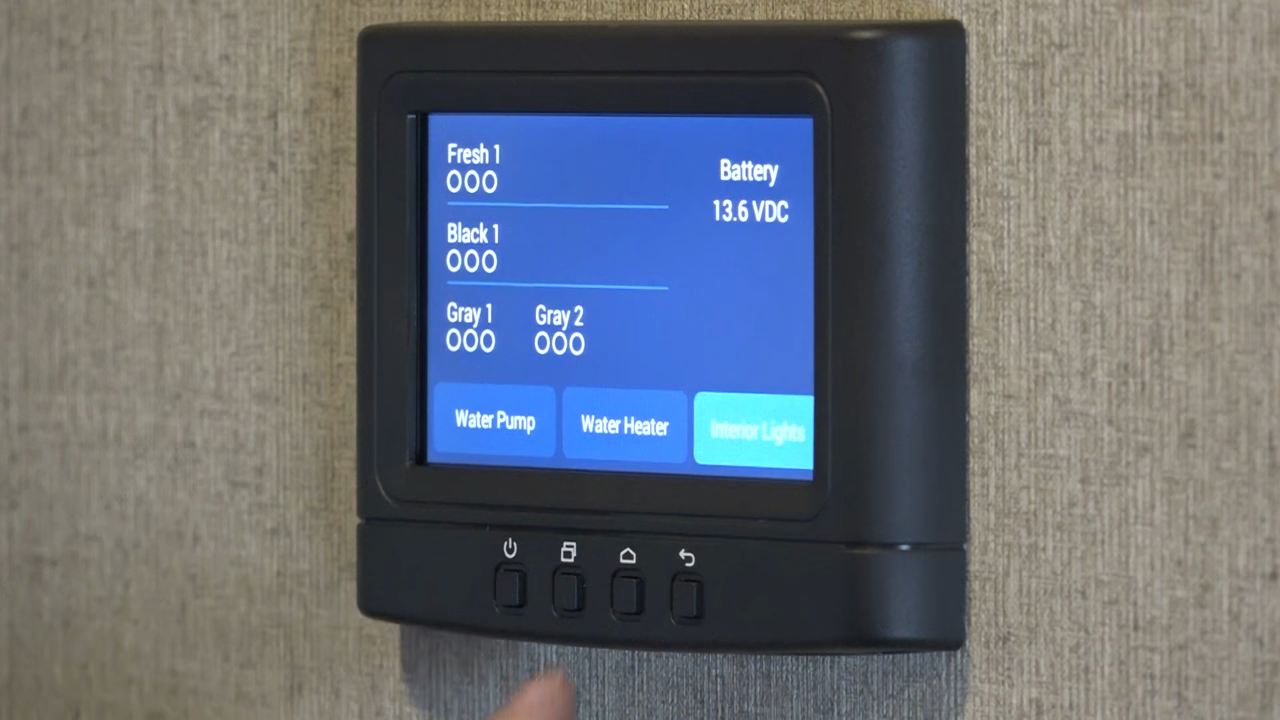 Fresh 1
OOO
Black 1
OOO
Gray 1
OOO
Gray 2
OOO
Battery
13.6 VDC
Water Pump
Water Heater
Interior Lights